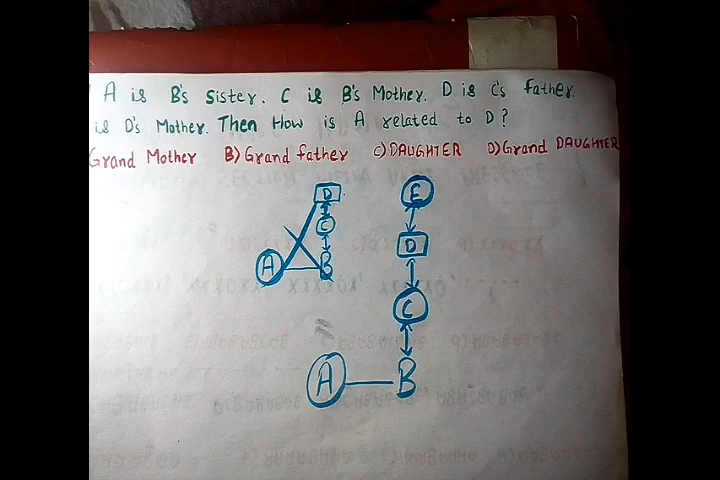 A is B's Sister. C is B's Mother. D is C's father.
is D's Mother. Then How is A related to D?
Grand Mother B) Grand father C) DAUGHTER D) Grand DAUGHTER
D
E
C
D
A
B
C
A
B